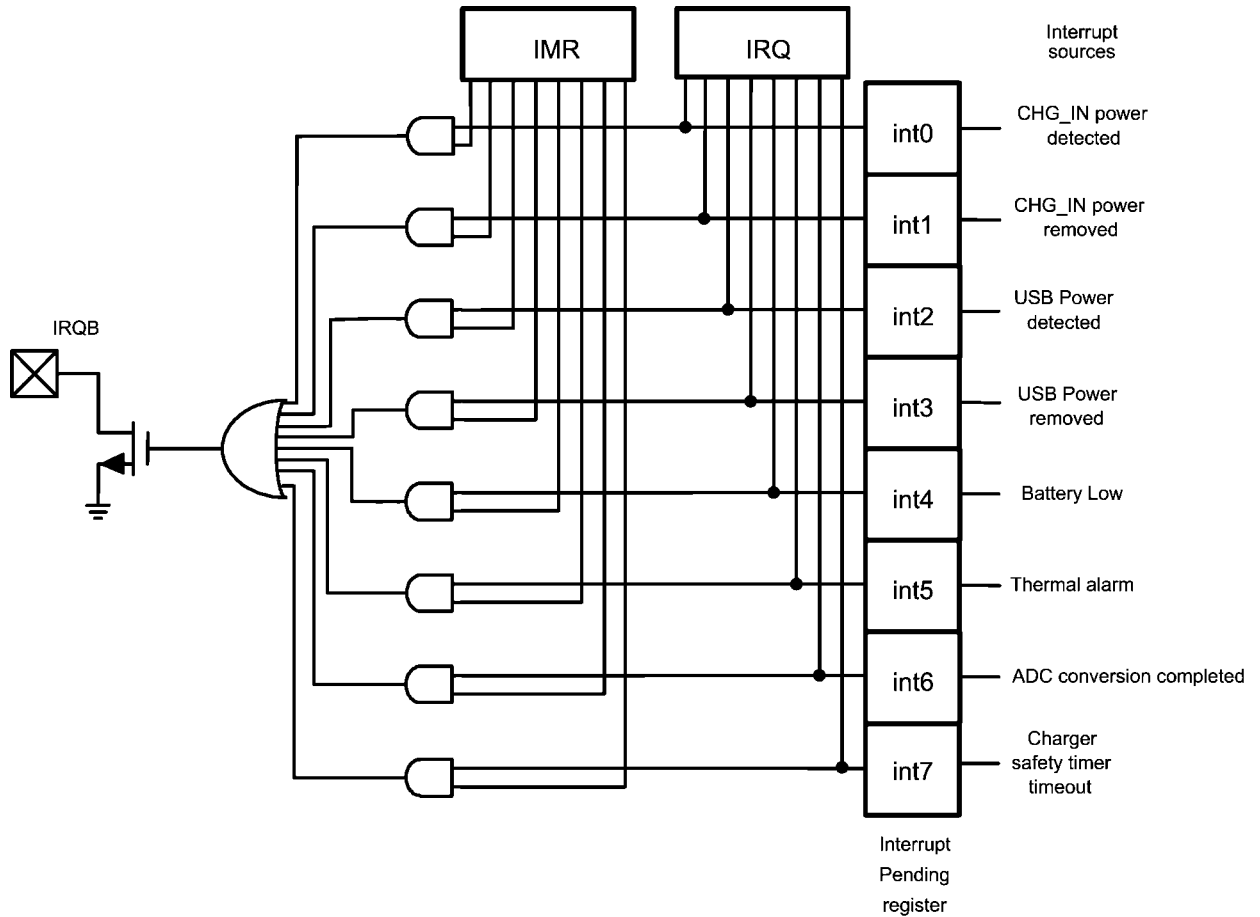 IMR
IRQ
Interrupt
sources
int0
CHG_IN power
detected
int1
CHG_IN power
removed
int2
USB Power
detected
IRQB
int3
USB Power
removed
int4
Battery Low
int5
Thermal alarm
int6
ADC conversion completed
int7
Charger
safety timer
timeout
Interrupt
Pending
register